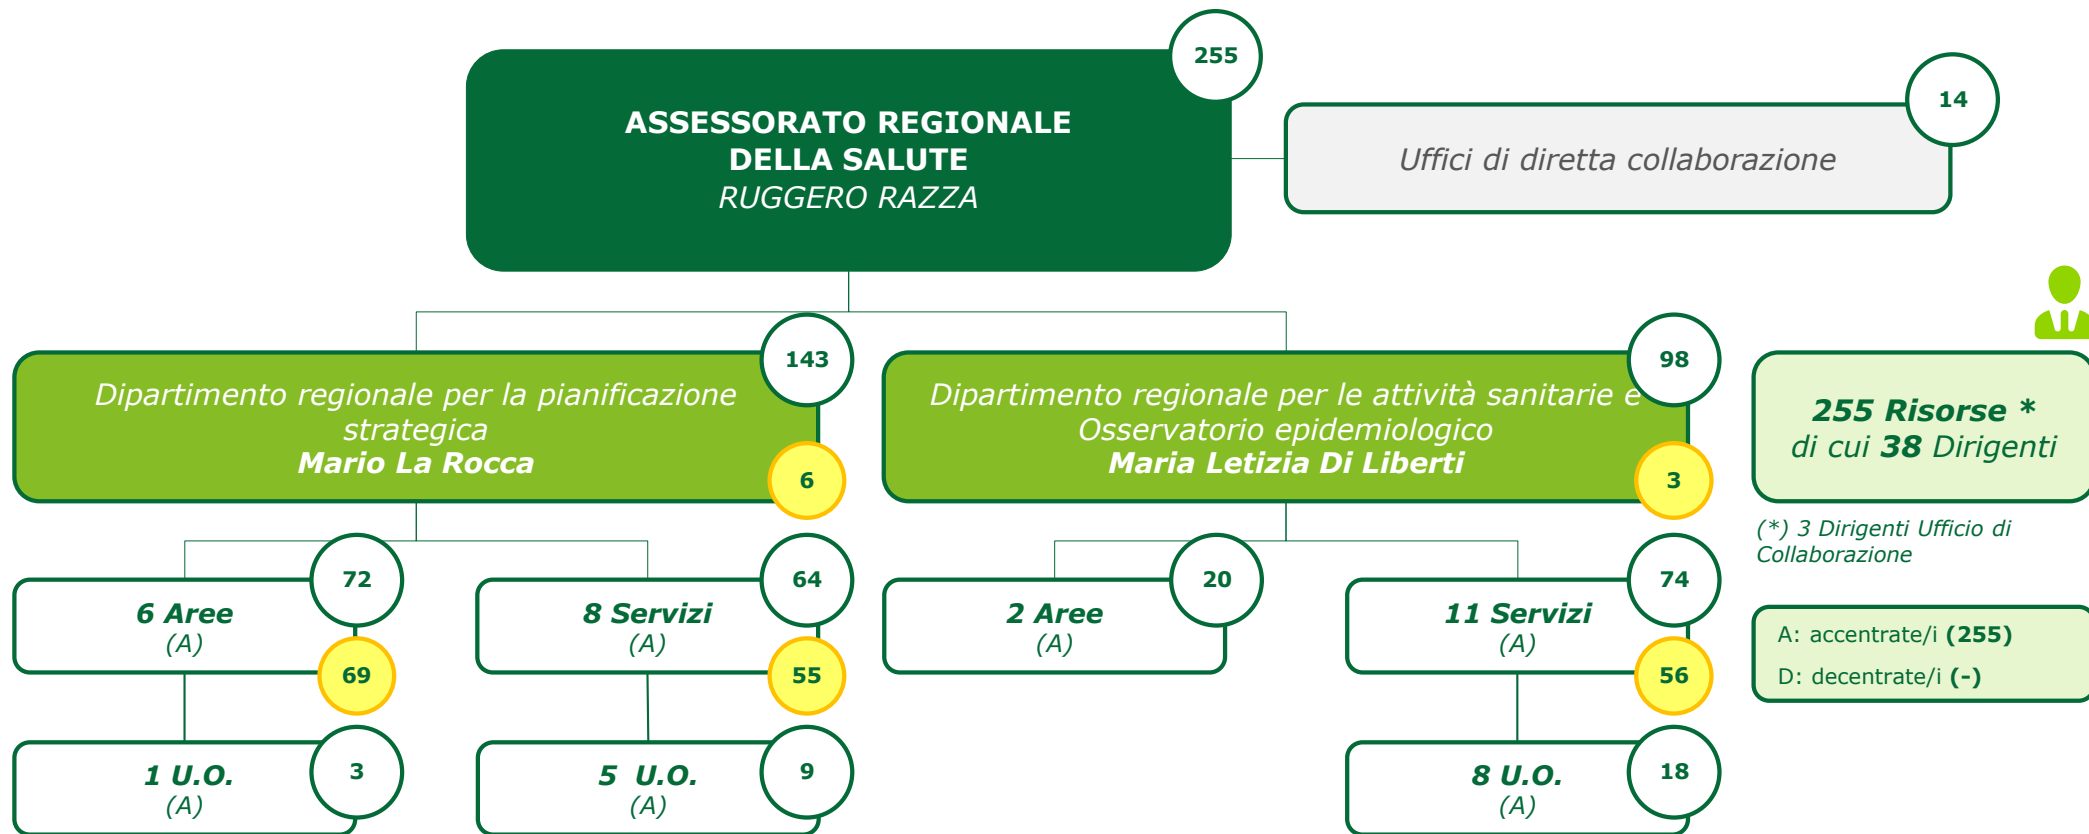 255
ASSESSORATO REGIONALE
DELLA SALUTE
RUGGERO RAZZA
14
Uffici di diretta collaborazione
143
Dipartimento regionale per la pianificazione
strategica
Mario La Rocca
6
98
Dipartimento regionale per le attività sanitarie e
Osservatorio epidemiologico
Maria Letizia Di Liberti
3
255 Risorse *
di cui 38 Dirigenti
(*) 3 Dirigenti Ufficio di
Collaborazione
72
6 Aree
(A)
69
64
8 Servizi
(A)
55
20
2 Aree
(A)
74
11 Servizi
(A)
56
A: accentrate/i (255)
D: decentrate/i (-)
1 U.O.
(A)
3
5 U.O.
(A)
9
8 U.O.
(A)
18